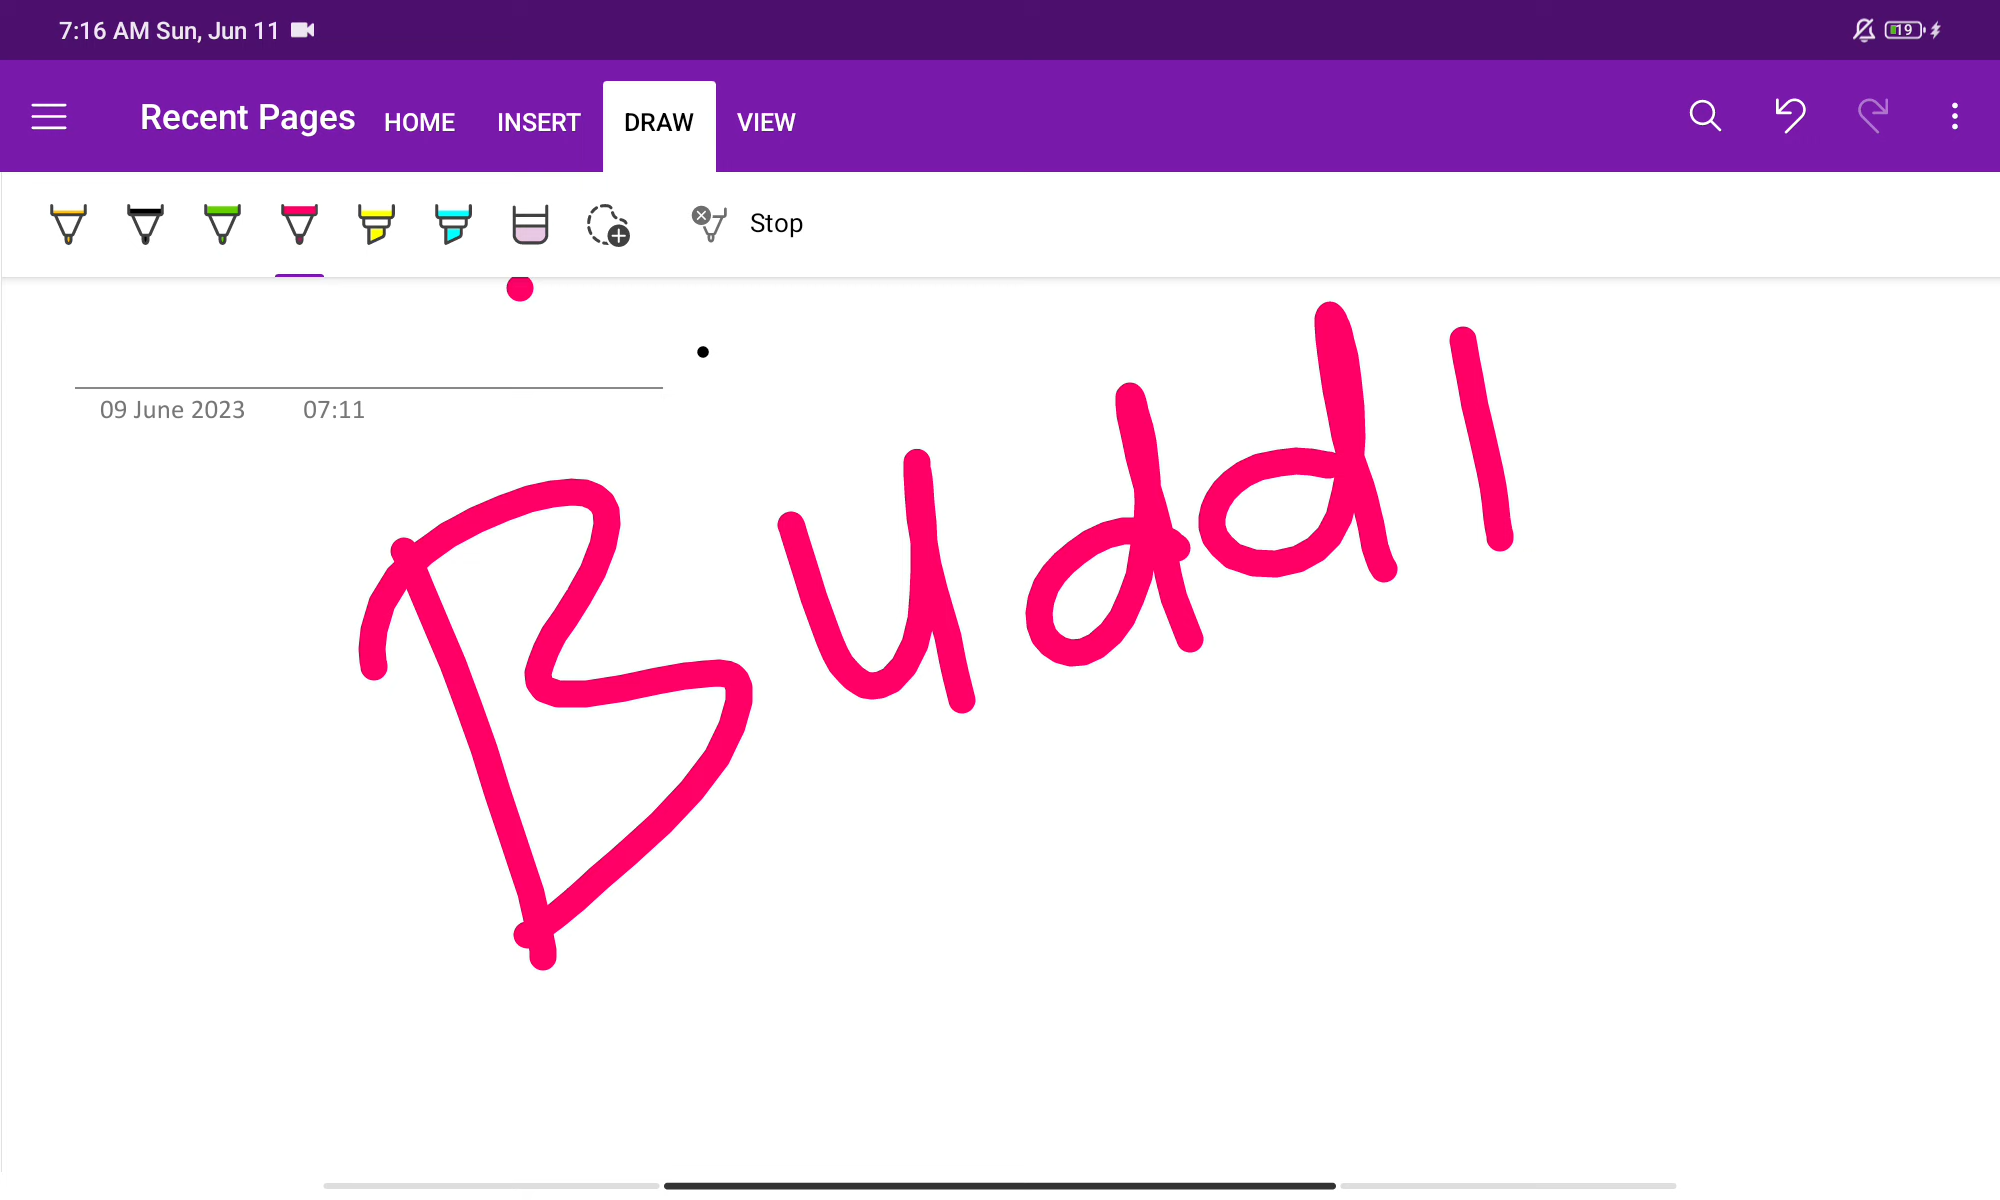 7:16 AM Sun, Jun 11 19
Recent Pages HOME INSERT DRAW VIEW
Stop
09 June 2023 07:11
Buddl